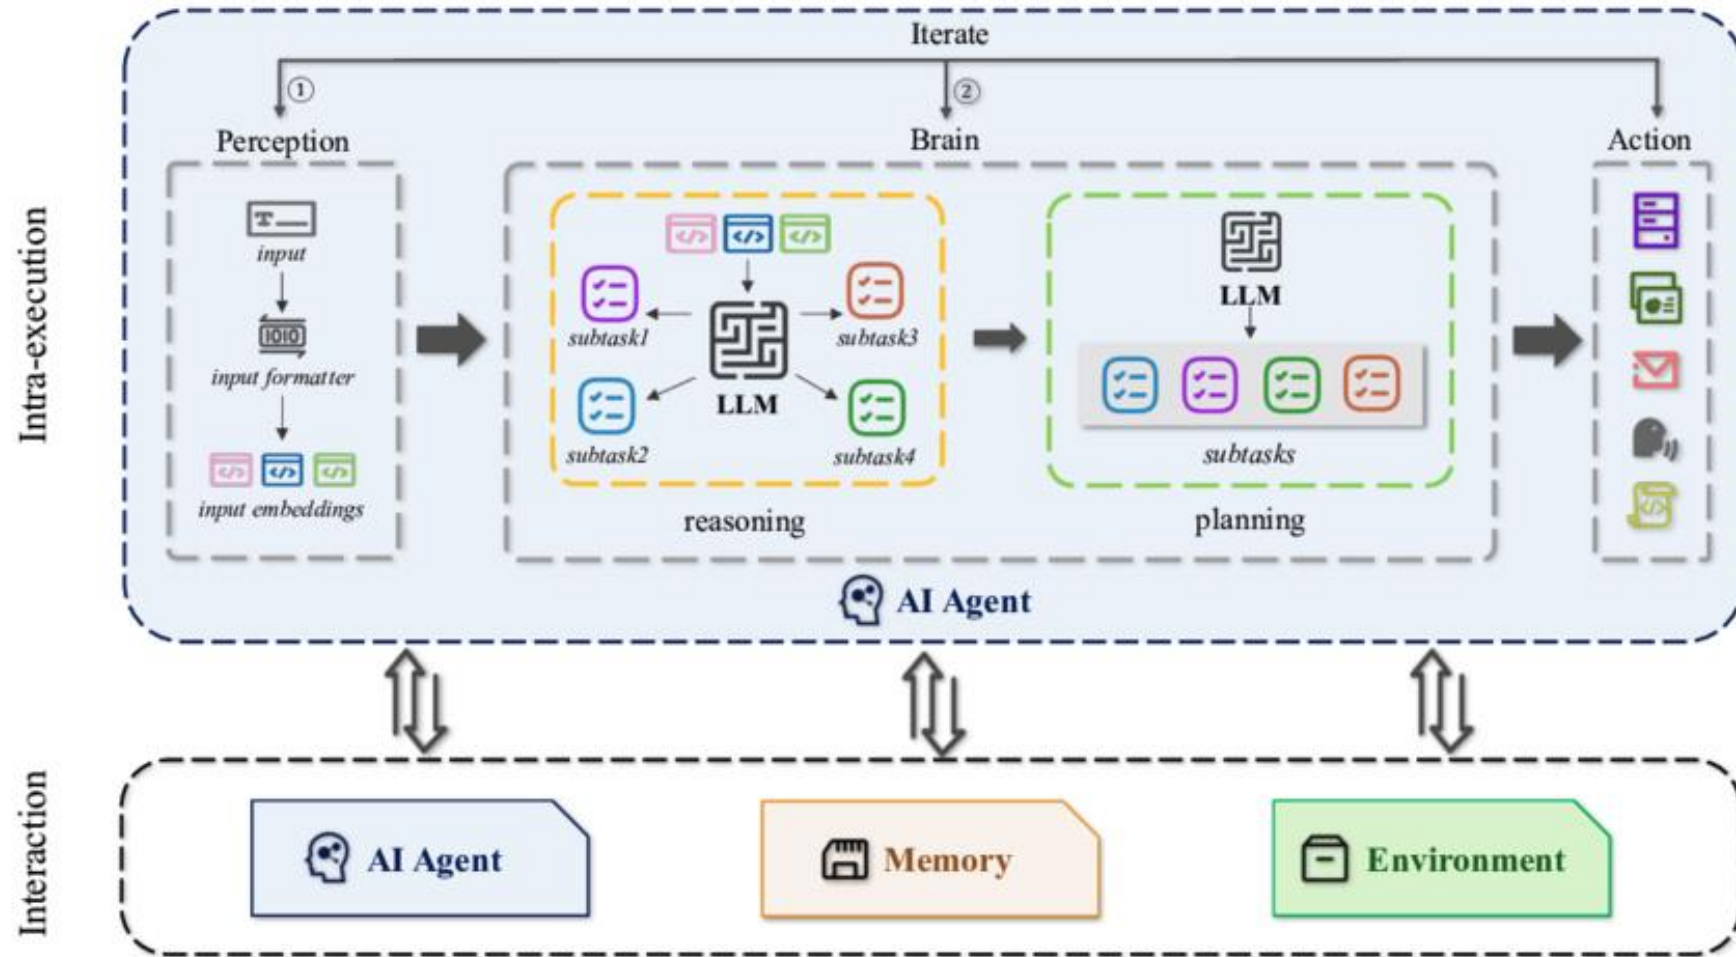 Iterate
①
②
Perception
Brain
Action
Intra-execution
input
1010
input formatter
input embeddings
subtask1
subtask3
LLM
subtask2
subtask4
reasoning
LLM
subtasks
planning
AI Agent
Interaction
AI Agent
Memory
Environment